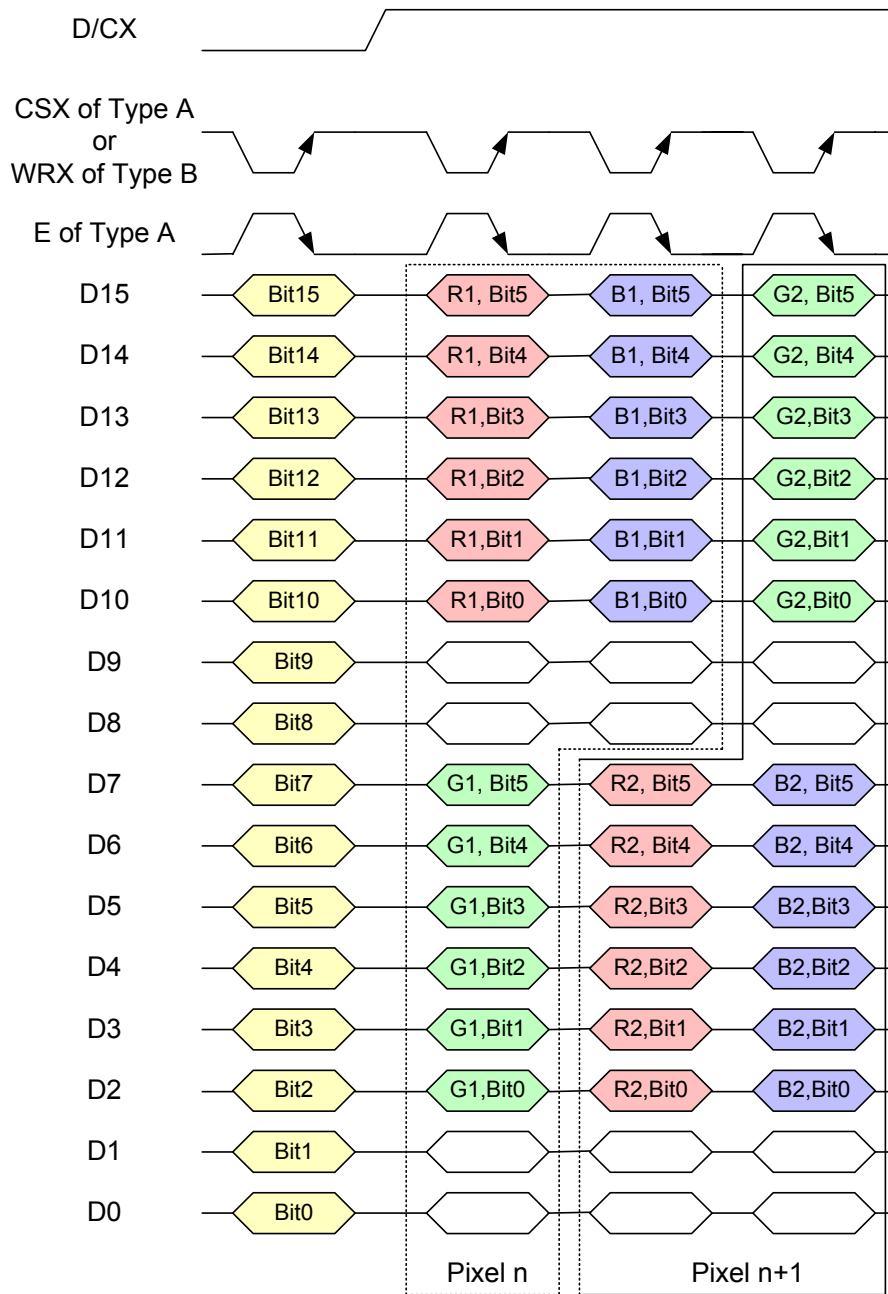 D/CX
CSX of Type A
or
WRX of Type B
E of Type A
D15 Bit15 R1, Bit5 B1, Bit5 G2, Bit5
D14 Bit14 R1, Bit4 B1, Bit4 G2, Bit4
D13 Bit13 R1,Bit3 B1,Bit3 G2,Bit3
D12 Bit12 R1,Bit2 B1,Bit2 G2,Bit2
D11 Bit11 R1,Bit1 B1,Bit1 G2,Bit1
D10 Bit10 R1,Bit0 B1,Bit0 G2,Bit0
D9 Bit9
D8 Bit8
D7 Bit7 G1, Bit5 R2, Bit5 B2, Bit5
D6 Bit6 G1, Bit4 R2, Bit4 B2, Bit4
D5 Bit5 G1,Bit3 R2,Bit3 B2,Bit3
D4 Bit4 G1,Bit2 R2,Bit2 B2,Bit2
D3 Bit3 G1,Bit1 R2,Bit1 B2,Bit1
D2 Bit2 G1,Bit0 R2,Bit0 B2,Bit0
D1 Bit1
D0 Bit0
Pixel n Pixel n+1